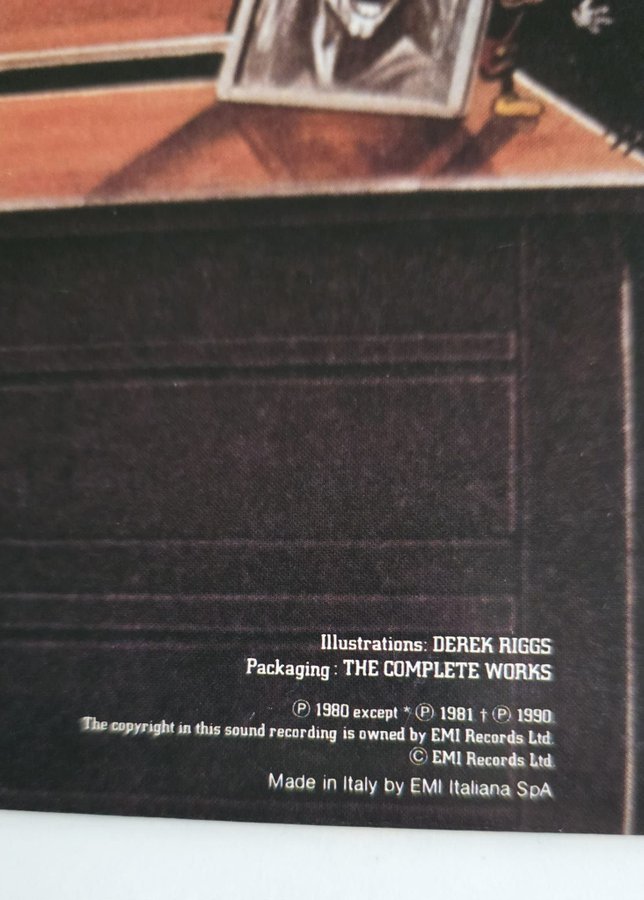 Illustrations: DEREK RIGGS
Packaging : THE COMPLETE WORKS
Ⓟ 1980 except * Ⓟ 1981 † Ⓟ 1990
The copyright in this sound recording is owned by EMI Records Ltd.
© EMI Records Ltd.
Made in Italy by EMI Italiana SpA